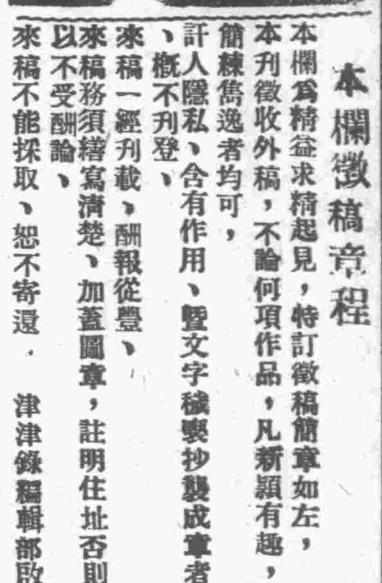 本欄徵稿章程
本欄爲精益求精起見，特訂徵稿簡章如左，
本刊徵收外稿，不論何項作品，凡新穎有趣，
簡練雋逸者均可，
訐人隱私、含有作用、暨文字穢褻抄襲成章者
、槪不刊登、
來稿一經刊載，酬報從豐、
來稿務須繕寫清楚、加蓋圖章，註明住址否則
以不受酬論、
來稿不能採取、恕不寄還．　津津錄編輯部啟